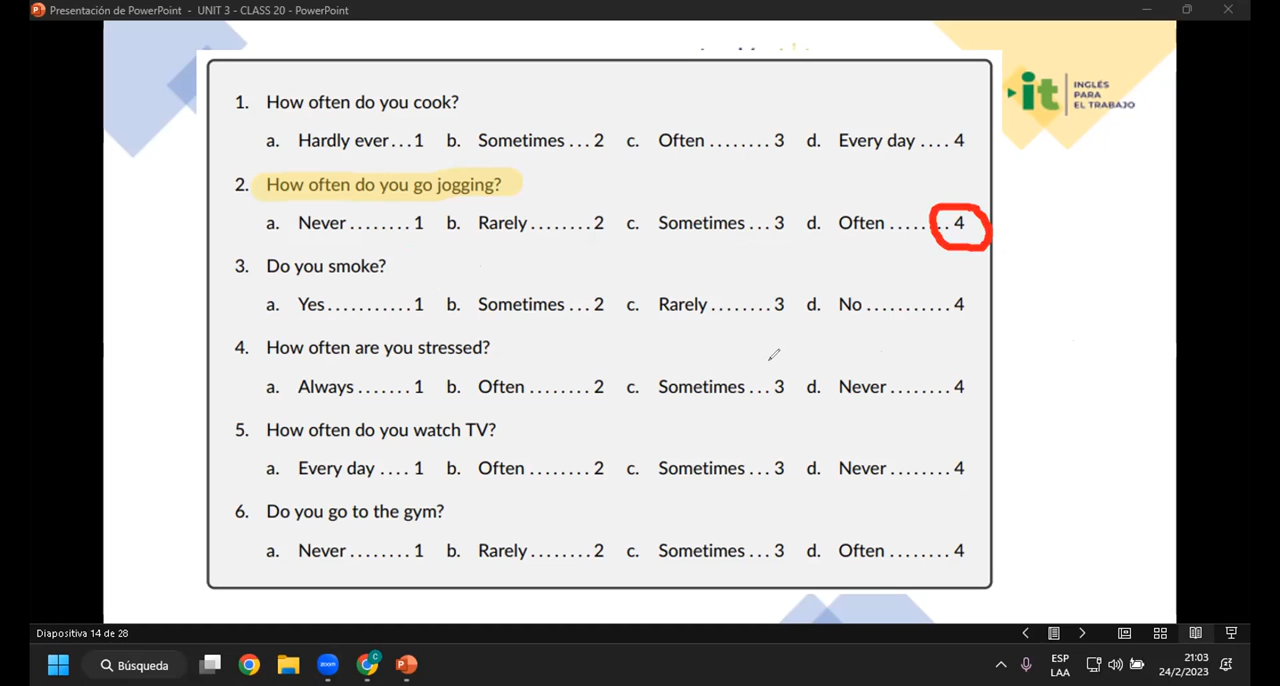 Presentación de PowerPoint - UNIT 3 - CLASS 20 - PowerPoint
it INGLÉS
PARA
EL TRABAJO
1. How often do you cook?
a. Hardly ever . . . 1 b. Sometimes . . . 2 c. Often . . . . . . . . 3 d. Every day . . . . 4
2. How often do you go jogging?
a. Never . . . . . . . . 1 b. Rarely . . . . . . . . 2 c. Sometimes . . . 3 d. Often . . . . . . . . 4
3. Do you smoke?
a. Yes . . . . . . . . . . . 1 b. Sometimes . . . 2 c. Rarely . . . . . . . . 3 d. No . . . . . . . . . . . 4
4. How often are you stressed?
a. Always . . . . . . . 1 b. Often . . . . . . . . 2 c. Sometimes . . . 3 d. Never . . . . . . . . 4
5. How often do you watch TV?
a. Every day . . . . 1 b. Often . . . . . . . . 2 c. Sometimes . . . 3 d. Never . . . . . . . . 4
6. Do you go to the gym?
a. Never . . . . . . . . 1 b. Rarely . . . . . . . . 2 c. Sometimes . . . 3 d. Often . . . . . . . . 4
Diapositiva 14 de 28
Búsqueda
zoom
C
P
ESP
LAA
21:03
24/2/2023